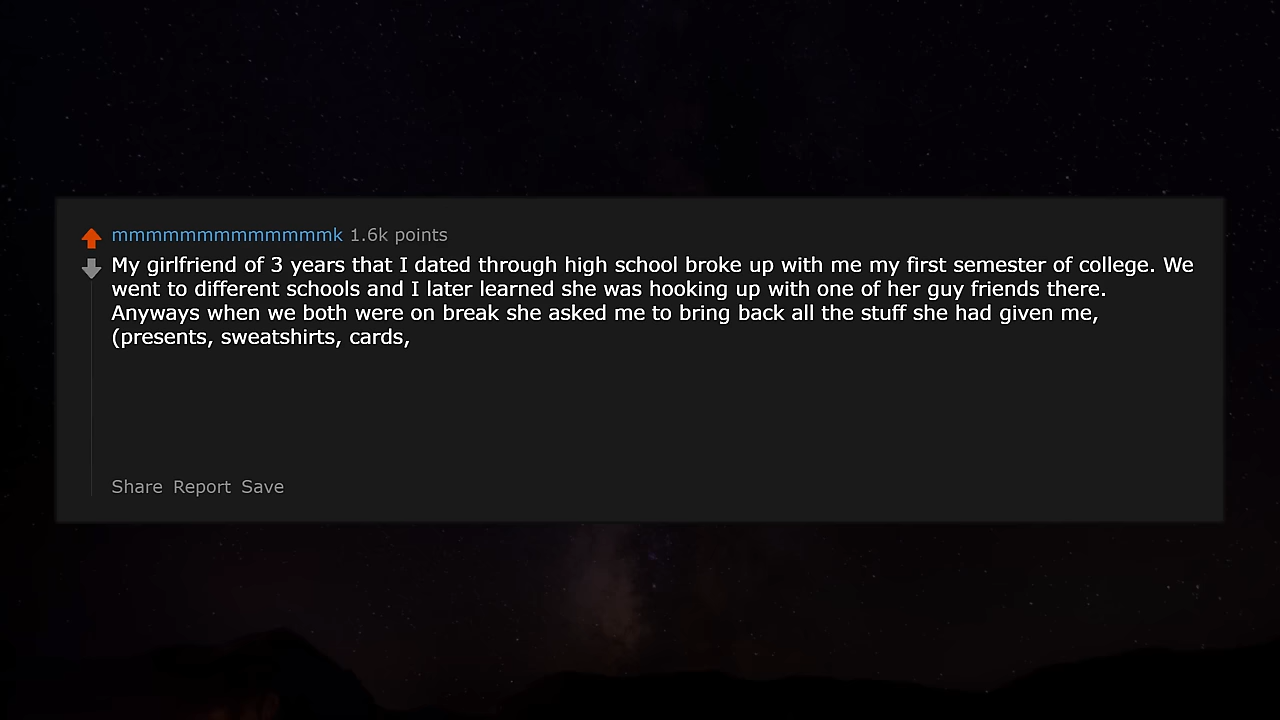 mmmmmmmmmmmmmmk 1.6k points
My girlfriend of 3 years that I dated through high school broke up with me my first semester of college. We
went to different schools and I later learned she was hooking up with one of her guy friends there.
Anyways when we both were on break she asked me to bring back all the stuff she had given me,
(presents, sweatshirts, cards,
Share Report Save